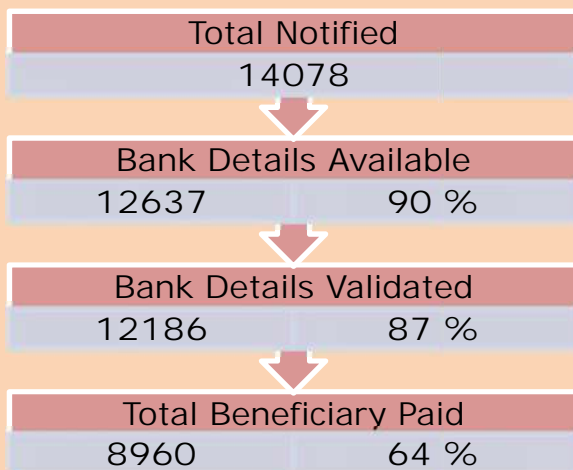 Total Notified
14078
Bank Details Available
12637 90 %
Bank Details Validated
12186 87 %
Total Beneficiary Paid
8960 64 %